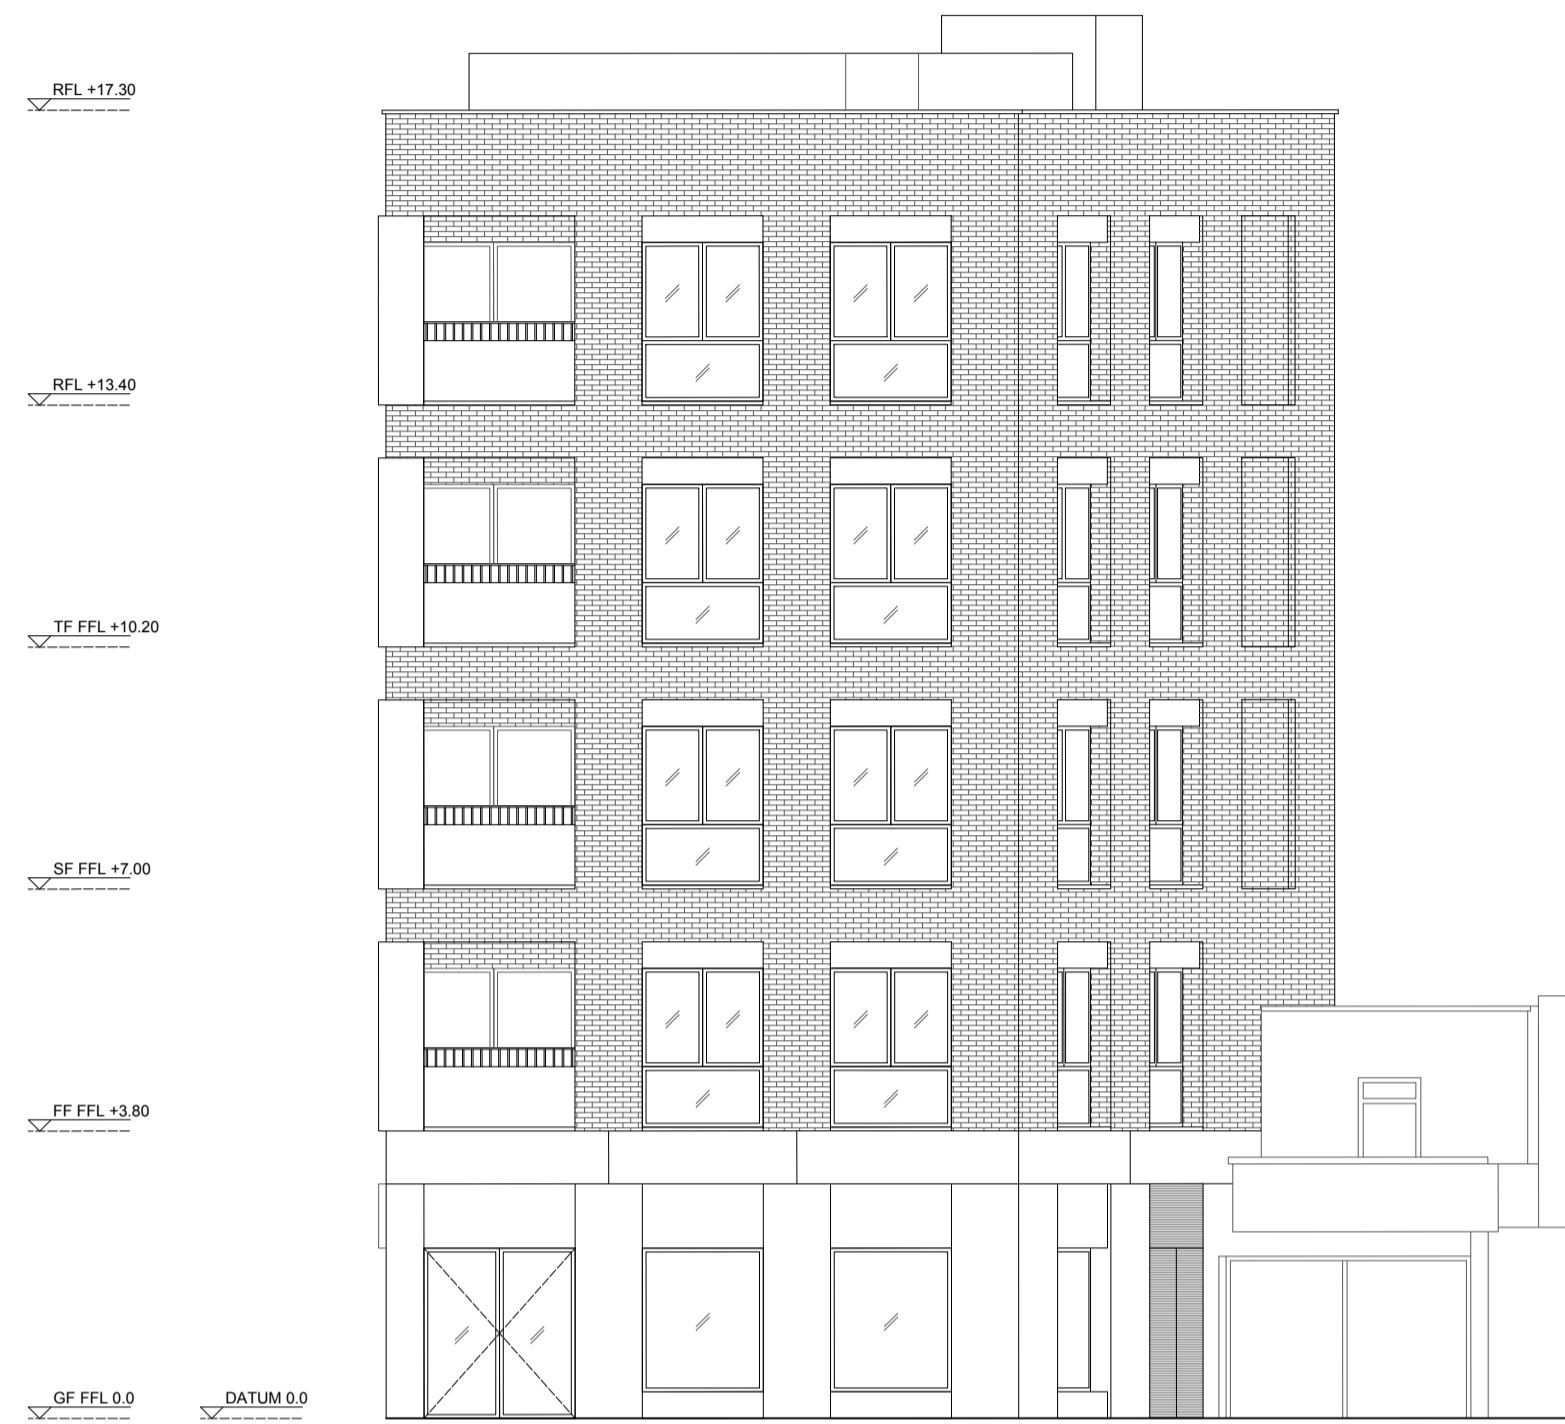 RFL +17.30
RFL +13.40
TF FFL +10.20
SF FFL +7.00
FF FFL +3.80
GF FFL 0.0
DATUM 0.0